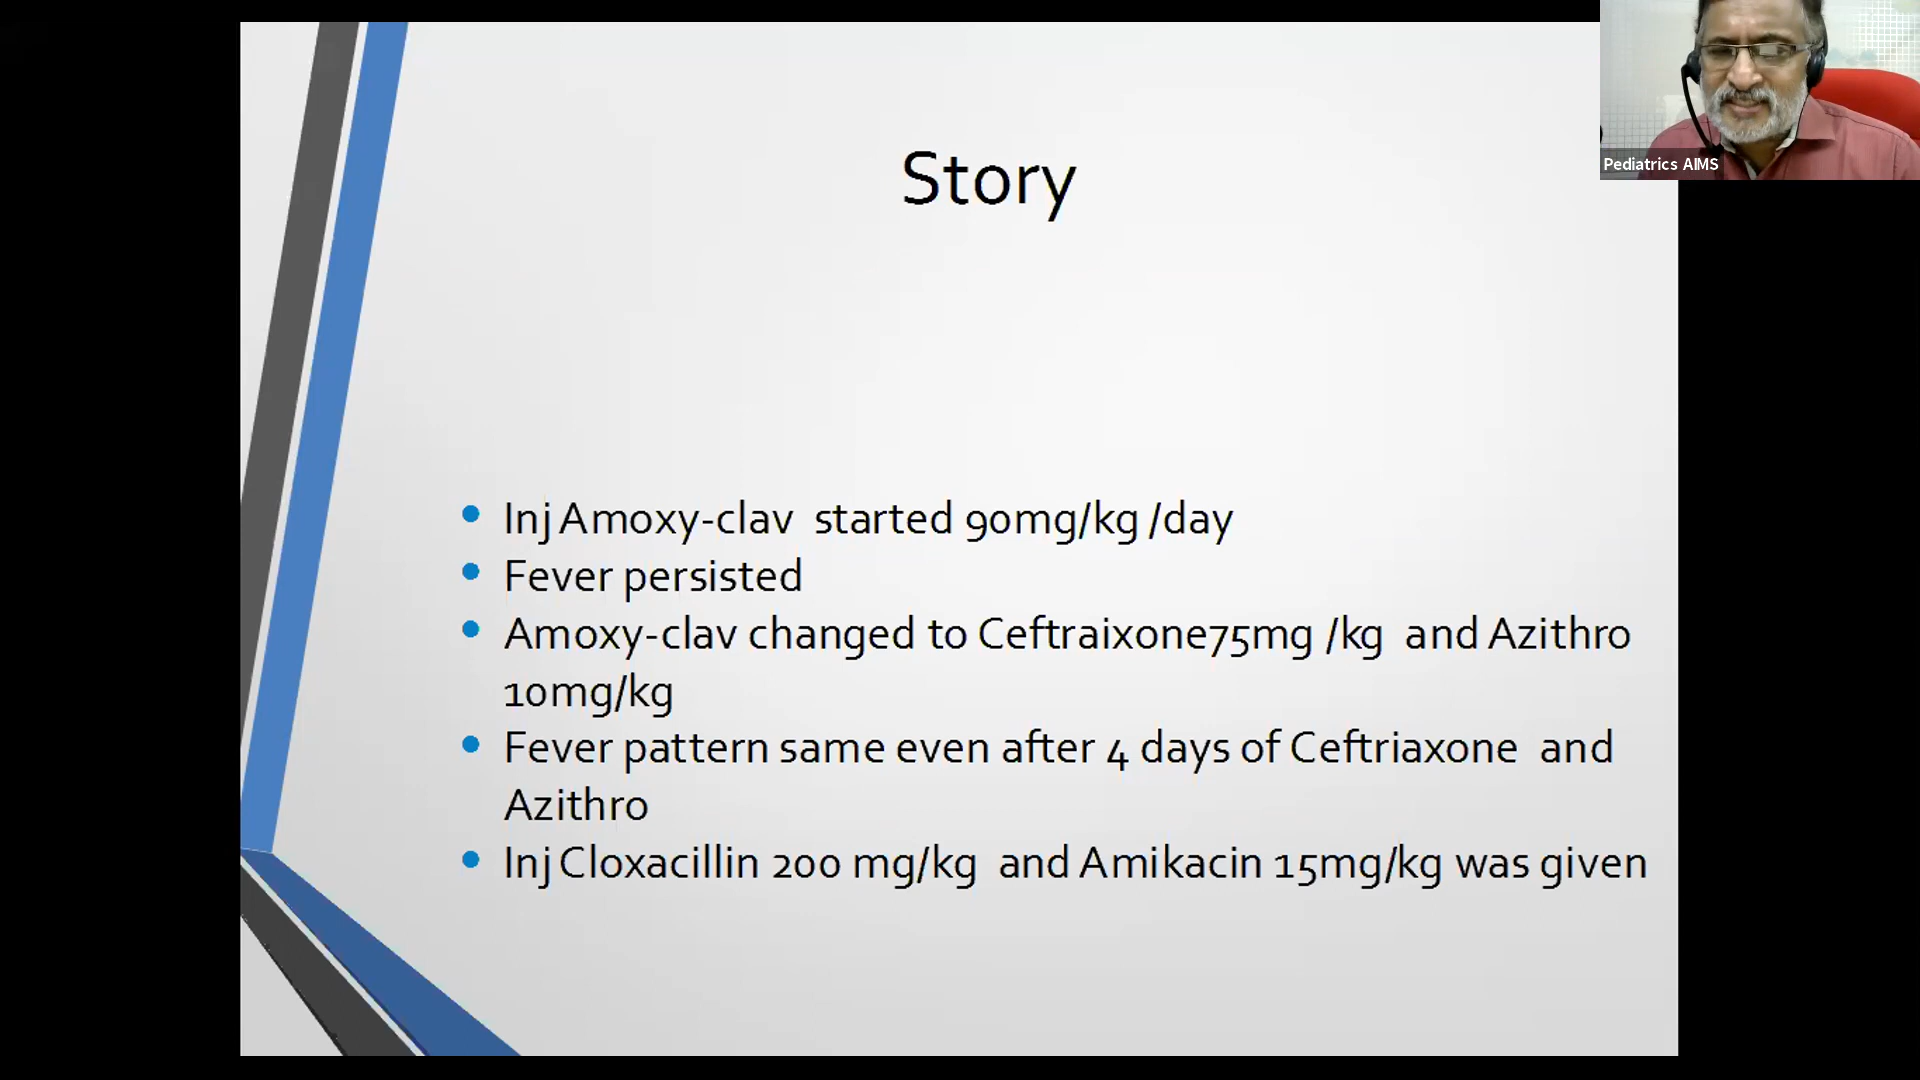 Pediatrics AIMS
Story
• Inj Amoxy-clav started 90mg/kg /day
• Fever persisted
• Amoxy-clav changed to Ceftraixone75mg /kg and Azithro
10mg/kg
• Fever pattern same even after 4 days of Ceftriaxone and
Azithro
• Inj Cloxacillin 200 mg/kg and Amikacin 15mg/kg was given